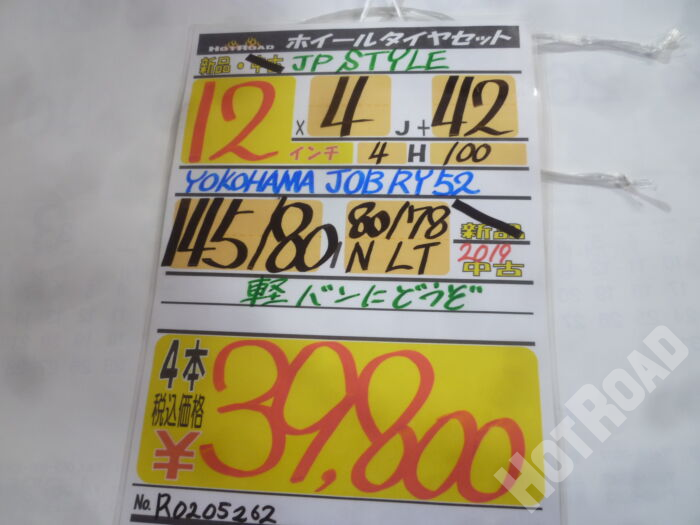 HOTROAD ホイールタイヤセット
新品・中古 JP STYLE
12 インチ x 4 J + 42
4 H 100
YOKOHAMA JOB RY52
145/80 80/78 新品
N LT 2019 中古
軽バンにどうぞ
4本
税込価格
¥ 39,800
No. R0205262
HOTROAD